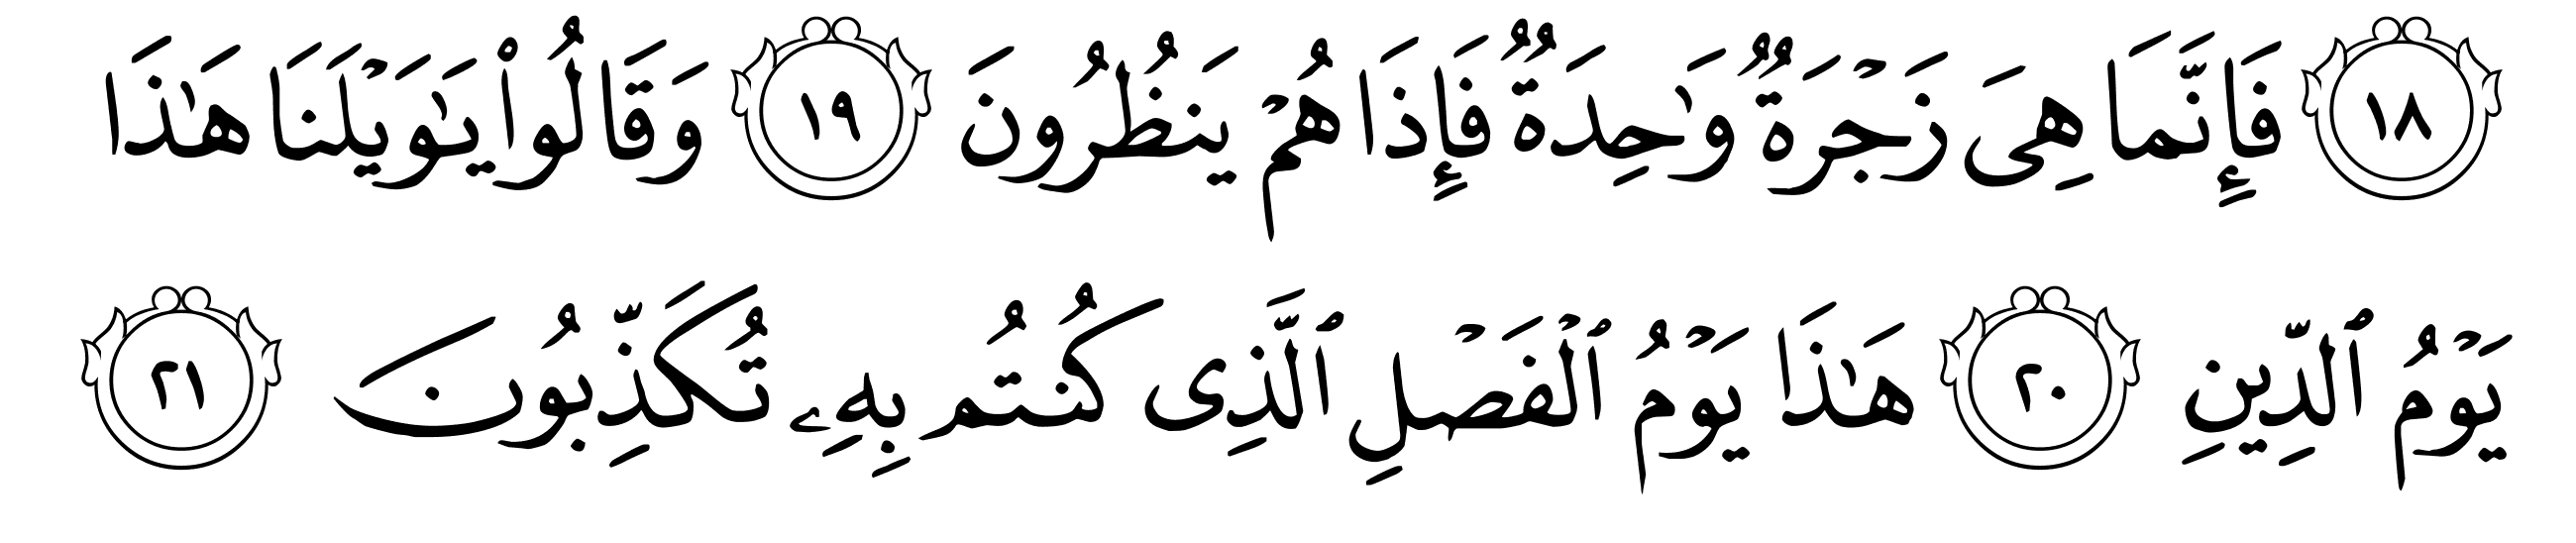 ١٨ فَإِنَّمَا هِىَ زَجْرَةٌ وَٰحِدَةٌ فَإِذَا هُمْ يَنظُرُونَ ١٩ وَقَالُوا۟ يَٰوَيْلَنَا هَٰذَا
يَوْمُ ٱلدِّينِ ٢٠ هَٰذَا يَوْمُ ٱلْفَصْلِ ٱلَّذِى كُنتُم بِهِۦ تُكَذِّبُونَ ٢١